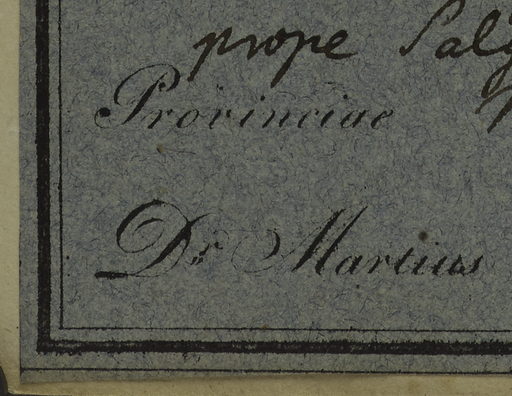 prope
Provinciae
Dr. Martius